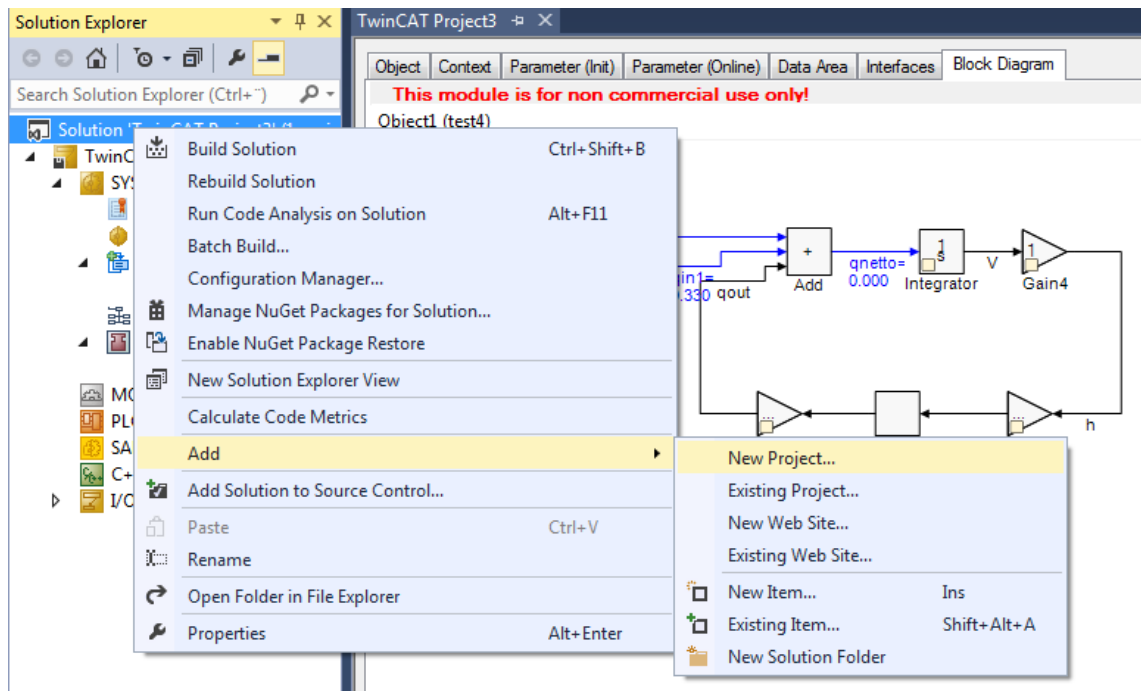 Solution Explorer
TwinCAT Project3
Object Context Parameter (Init) Parameter (Online) Data Area Interfaces Block Diagram
Search Solution Explorer (Ctrl+¨)
This module is for non commercial use only!
Object1 (test4)
Solution
TwinC
SYS
MO
PL
SA
C+
I/O
Build Solution Ctrl+Shift+B
Rebuild Solution
Run Code Analysis on Solution Alt+F11
Batch Build...
Configuration Manager...
Manage NuGet Packages for Solution...
Enable NuGet Package Restore
New Solution Explorer View
Calculate Code Metrics
Add
Add Solution to Source Control...
Paste Ctrl+V
Rename
Open Folder in File Explorer
Properties Alt+Enter
New Project...
Existing Project...
New Web Site...
Existing Web Site...
New Item... Ins
Existing Item... Shift+Alt+A
New Solution Folder
+
Add
qin1=
.330
qout
qnetto=
0.000
1
s
Integrator
V
1
Gain4
...
...
h